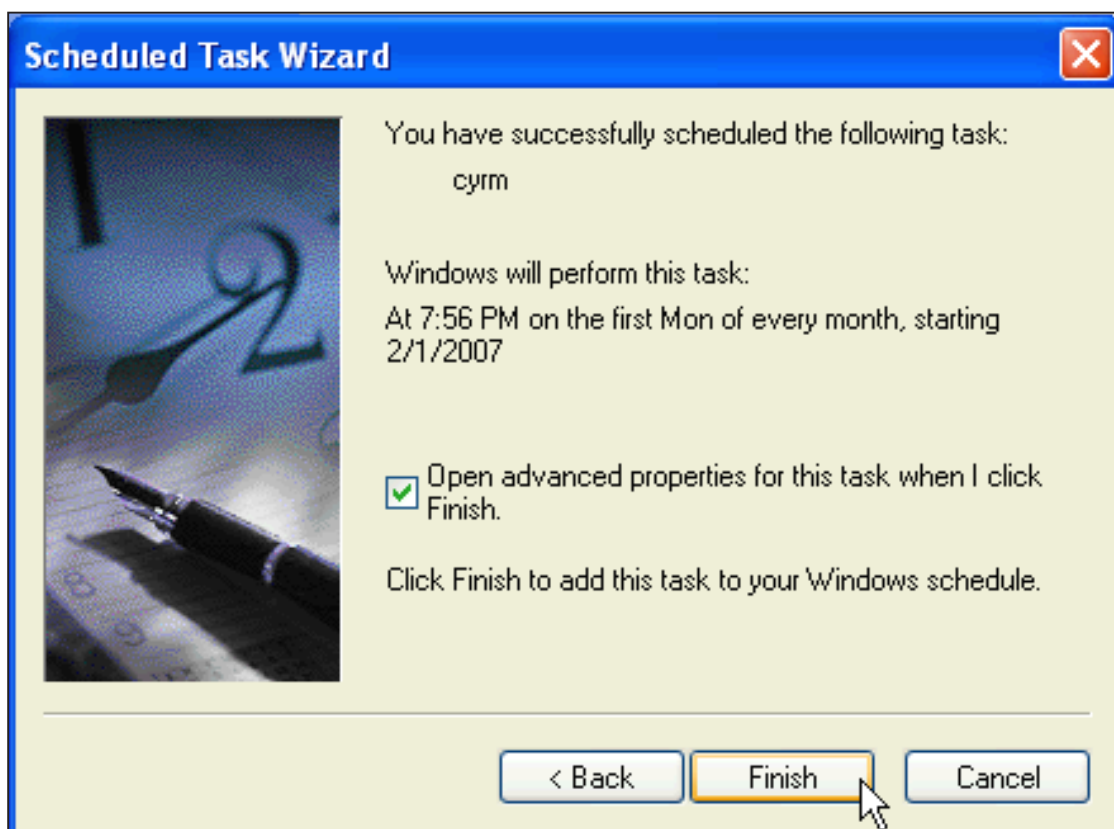 Scheduled Task Wizard
You have successfully scheduled the following task:
cyrm
Windows will perform this task:
At 7:56 PM on the first Mon of every month, starting
2/1/2007
Open advanced properties for this task when I click
Finish.
Click Finish to add this task to your Windows schedule.
< Back
Finish
Cancel